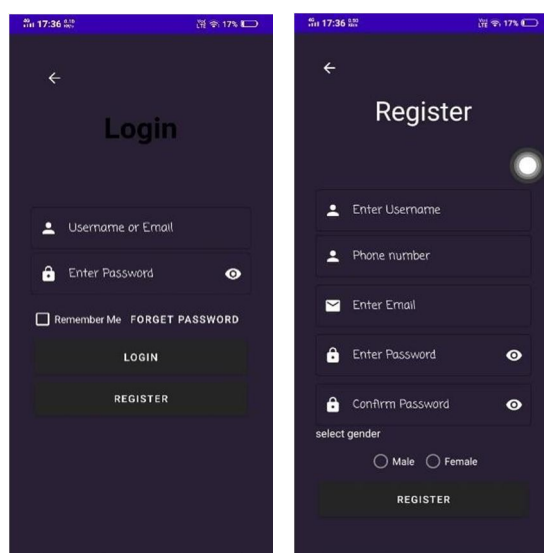 17:36
17%
Login
Username or Email
Enter Password
Remember Me FORGET PASSWORD
LOGIN
REGISTER
17:36
17%
Register
Enter Username
Phone number
Enter Email
Enter Password
Confirm Password
select gender
Male Female
REGISTER